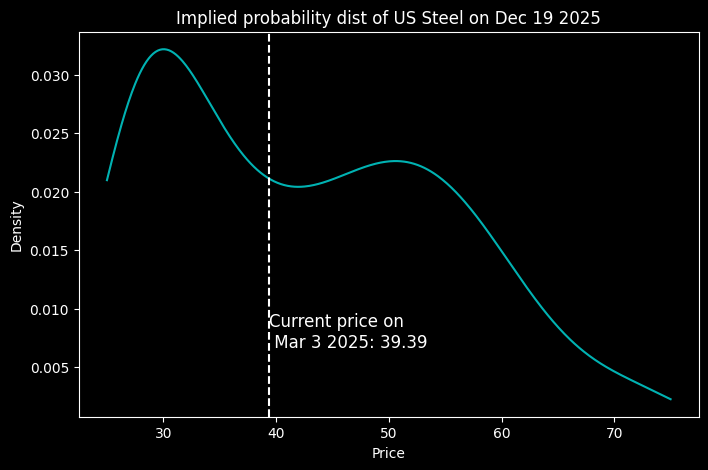 Implied probability dist of US Steel on Dec 19 2025
0.030
0.025
0.020
0.015
0.010
0.005
Density
Current price on
Mar 3 2025: 39.39
30 40 50 60 70
Price